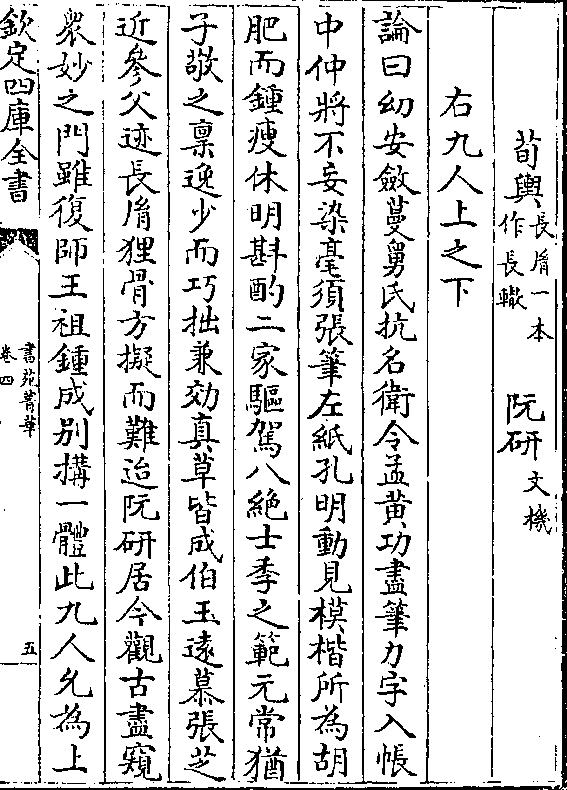 荀輿長𦙍一本作長轍　阮研文機
右九人上之下
論曰幼安斂蔓舅氏抗名衛令孟黄功盡筆力字入帳
中仲將不妄染毫須張筆左紙孔明動見模楷所為胡
肥而鍾瘦休明斟酌二家驅駕八絶士季之範元常猶
子敬之禀逸少而巧拙兼効真草皆成伯玉逺慕張芝
近參父迹長𦙍狸骨方擬而難迨阮研居今觀古盡窺
衆妙之門雖復師王祖鍾成别搆一體此九人允為上
欽定四庫全書
書苑菁華
卷四
五